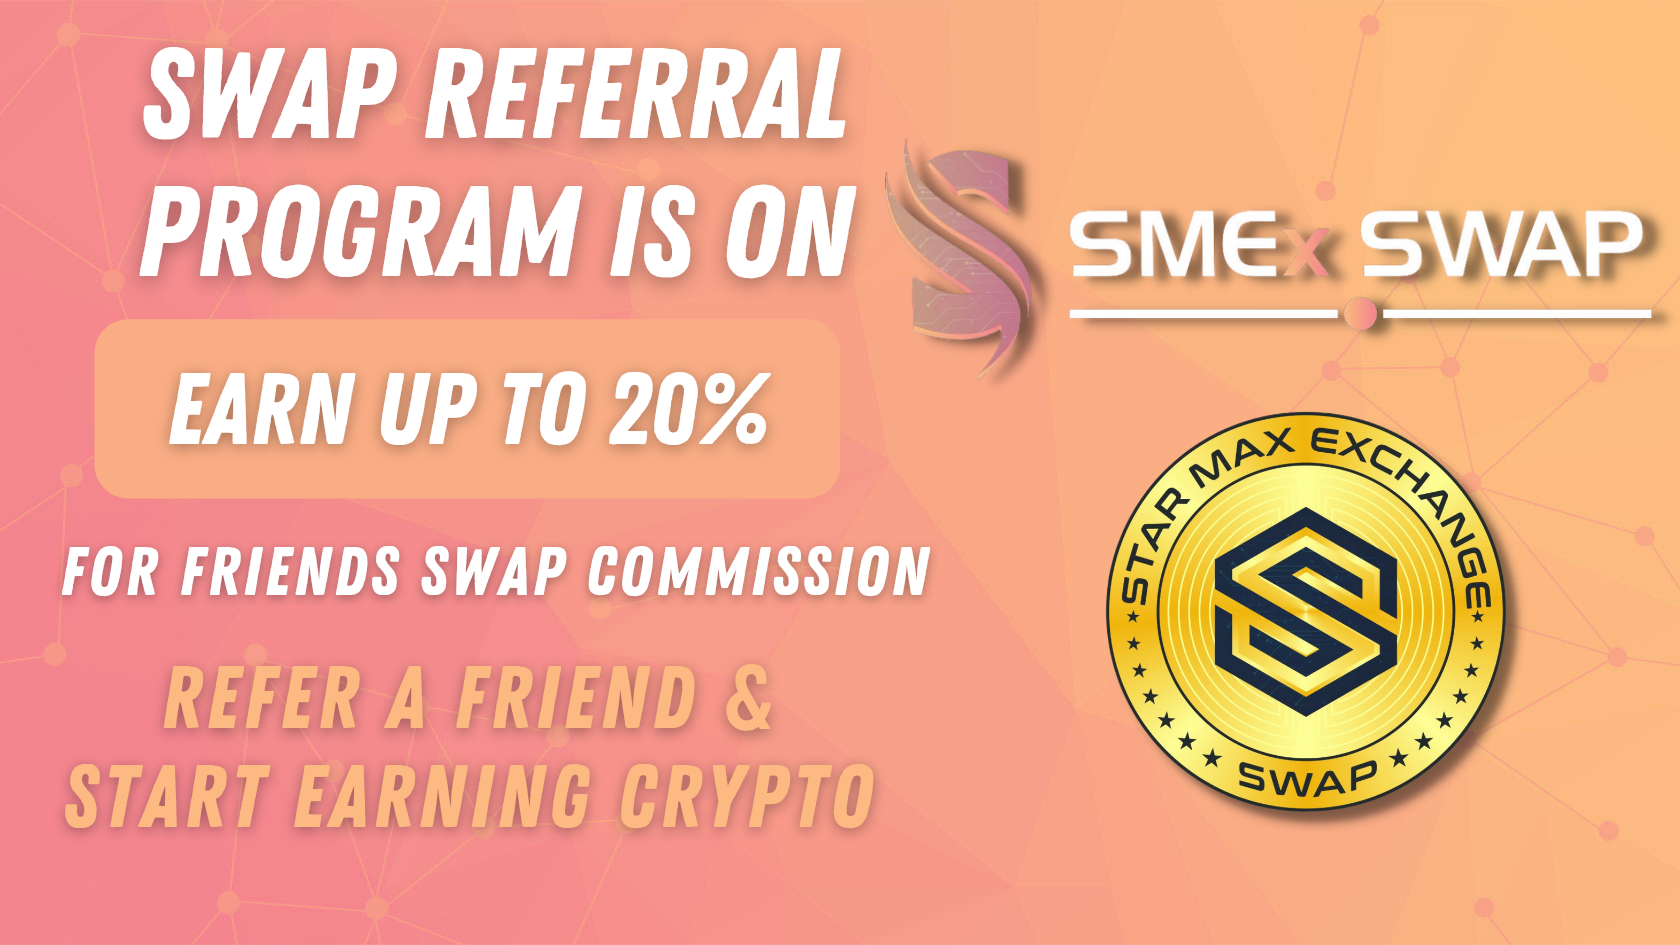 SWAP REFERRAL
PROGRAM IS ON
EARN UP TO 20%
FOR FRIENDS SWAP COMMISSION
REFER A FRIEND &
START EARNING CRYPTO
SMEx SWAP
STAR MAX EXCHANGE
SWAP